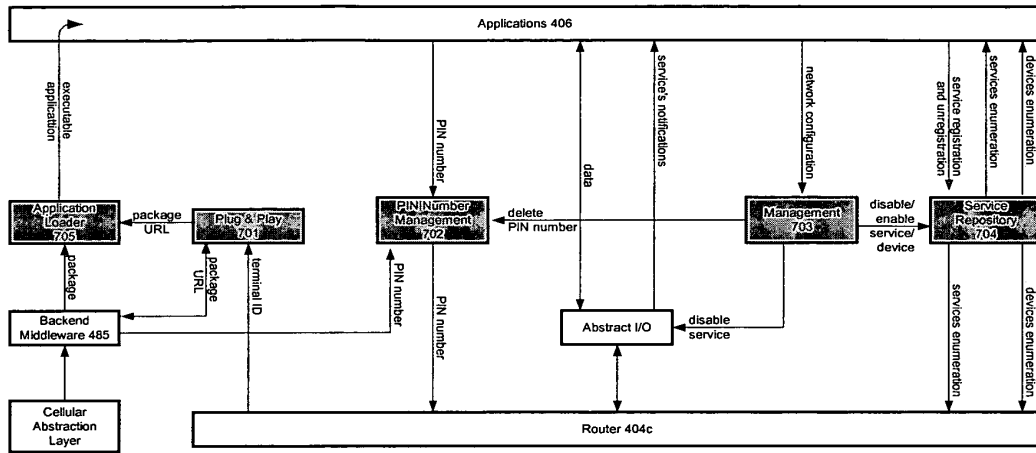 Applications 406
executable
applicattion
PIN number
data
service's notifications
network configuration
service registration
and unregistration
services enumeration
devices enumeration
Application
Loader
705
package
URL
Plug & Play
701
PIN Number
Management
702
delete
PIN number
Management
703
disable/
enable
service/
device
Service
Repository
704
package
package
URL
terminal ID
PIN number
PIN number
Backend
Middleware 485
Abstract I/O
disable
service
services enumeration
devices enumeration
Cellular
Abstraction
Layer
Router 404c